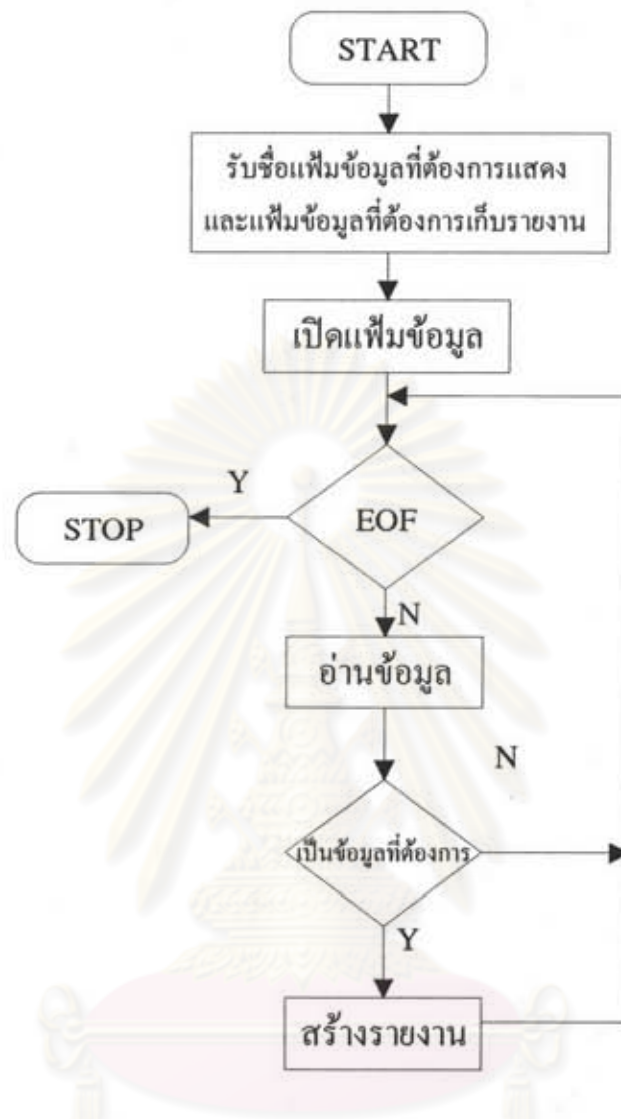 START
รับชื่อแฟ้มข้อมูลที่ต้องการแสดง
และแฟ้มข้อมูลที่ต้องการเก็บรายงาน
เปิดแฟ้มข้อมูล
Y
STOP
EOF
N
อ่านข้อมูล
N
เป็นข้อมูลที่ต้องการ
Y
สร้างรายงาน